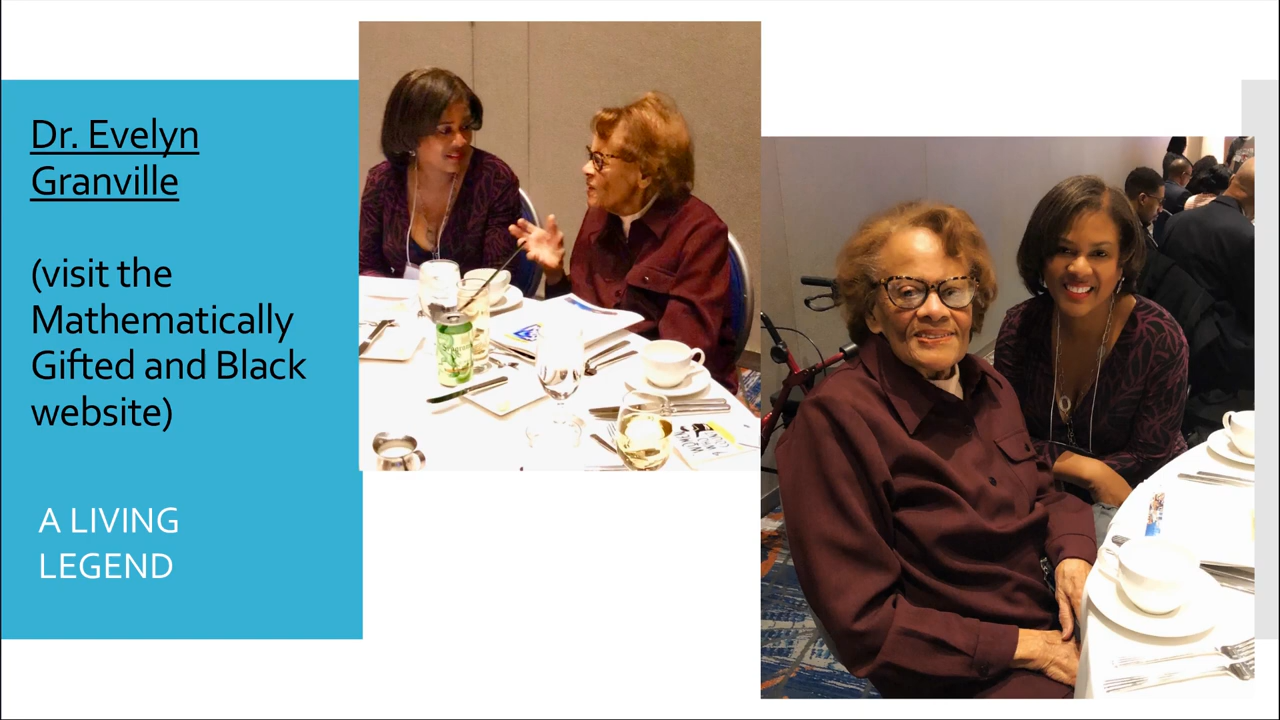 Dr. Evelyn
Granville
(visit the
Mathematically
Gifted and Black
website)
A LIVING
LEGEND